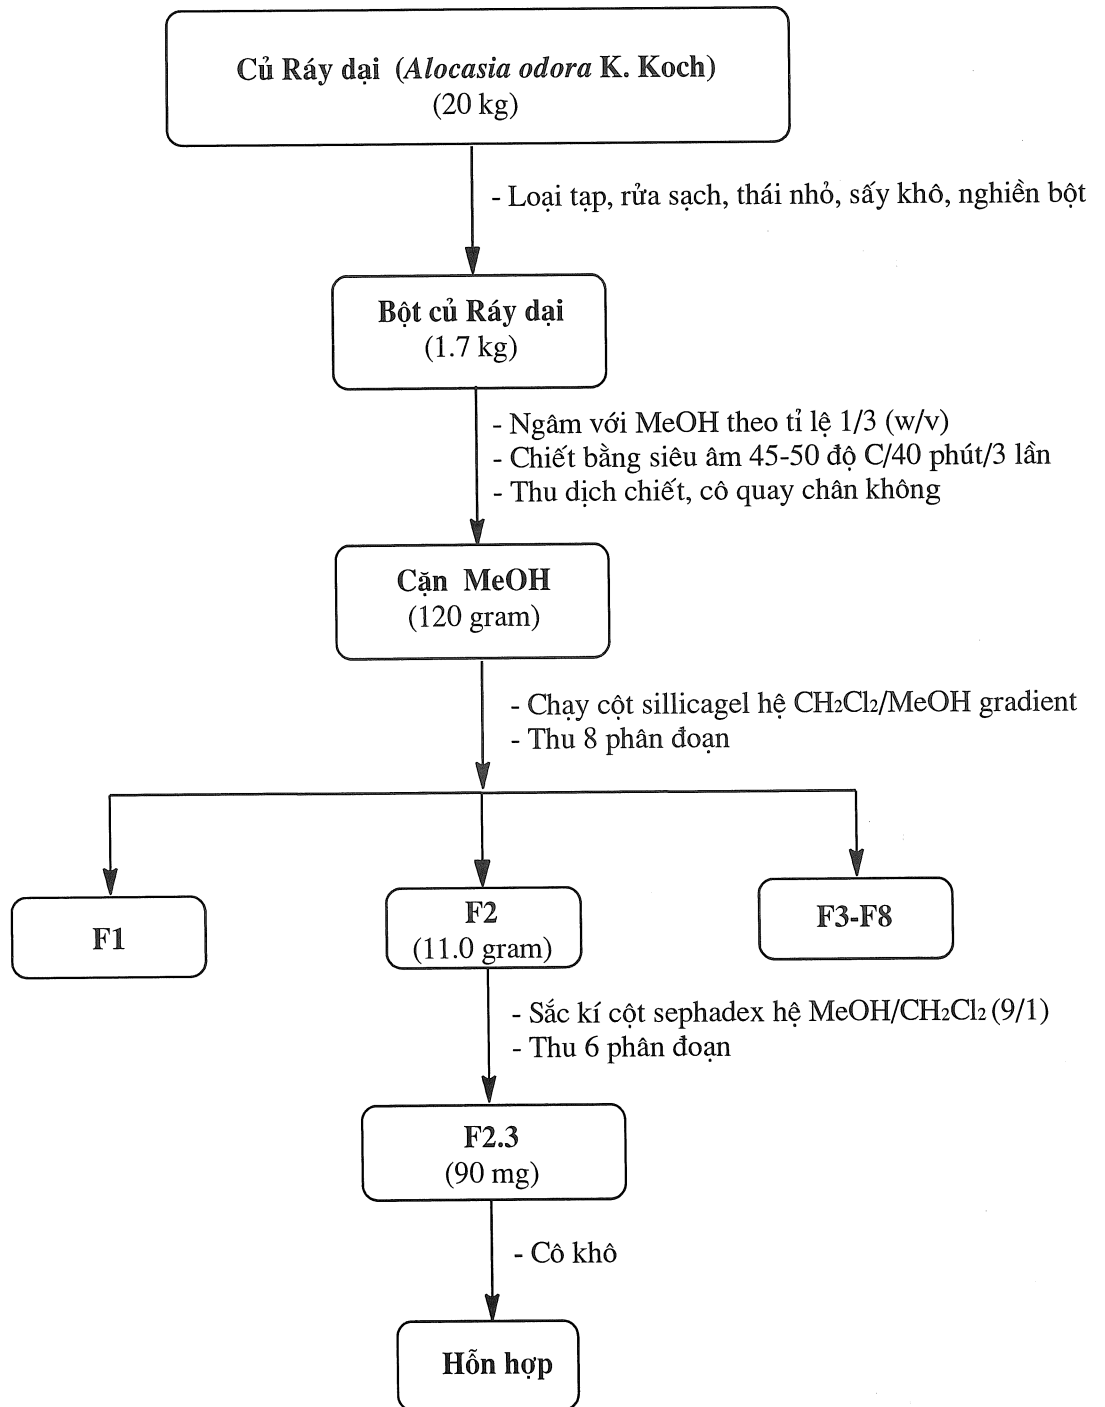 Củ Ráy dại (Alocasia odora K. Koch)
(20 kg)
- Loại tạp, rửa sạch, thái nhỏ, sấy khô, nghiền bột
Bột củ Ráy dại
(1.7 kg)
- Ngâm với MeOH theo tỉ lệ 1/3 (w/v)
- Chiết bằng siêu âm 45-50 độ C/40 phút/3 lần
- Thu dịch chiết, cô quay chân không
Cặn MeOH
(120 gram)
- Chạy cột sillicagel hệ CH2Cl2/MeOH gradient
- Thu 8 phân đoạn
F1
F2
(11.0 gram)
F3-F8
- Sắc kí cột sephadex hệ MeOH/CH2Cl2 (9/1)
- Thu 6 phân đoạn
F2.3
(90 mg)
- Cô khô
Hỗn hợp